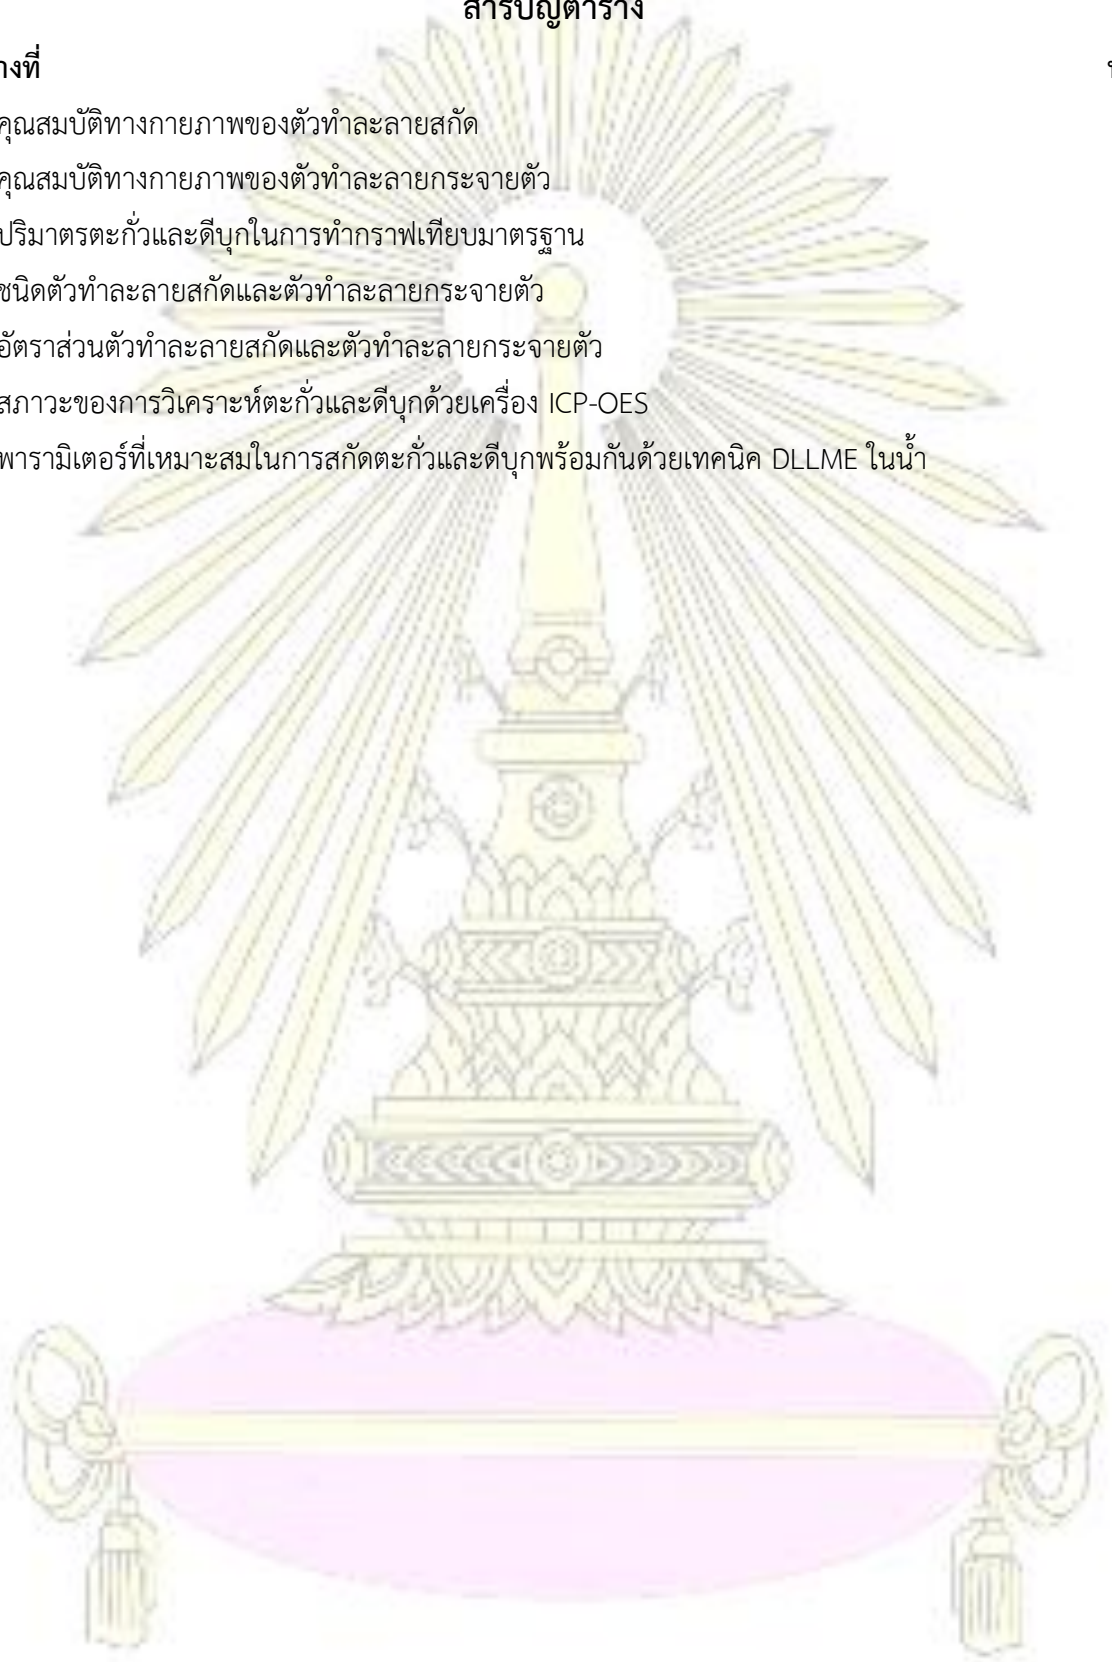 สารบัญตาราง
างที่
คุณสมบัติทางกายภาพของตัวทำละลายสกัด
คุณสมบัติทางกายภาพของตัวทำละลายกระจายตัว
ปริมาตรตะกั่วและดีบุกในการทำกราฟเทียบมาตรฐาน
ชนิดตัวทำละลายสกัดและตัวทำละลายกระจายตัว
อัตราส่วนตัวทำละลายสกัดและตัวทำละลายกระจายตัว
สภาวะของการวิเคราะห์ตะกั่วและดีบุกด้วยเครื่อง ICP-OES
พารามิเตอร์ที่เหมาะสมในการสกัดตะกั่วและดีบุกพร้อมกันด้วยเทคนิค DLLME ในน้ำ